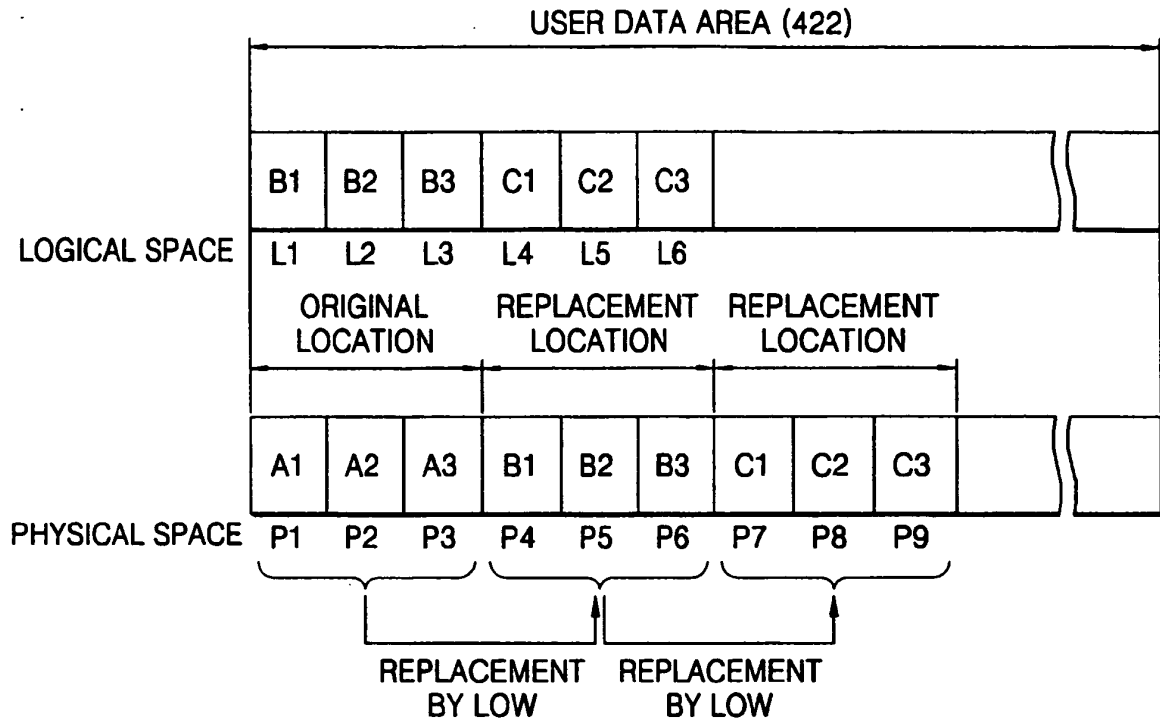 USER DATA AREA (422)
B1 B2 B3 C1 C2 C3
LOGICAL SPACE L1 L2 L3 L4 L5 L6
ORIGINAL LOCATION
REPLACEMENT LOCATION
REPLACEMENT LOCATION
A1 A2 A3 B1 B2 B3 C1 C2 C3
PHYSICAL SPACE P1 P2 P3 P4 P5 P6 P7 P8 P9
REPLACEMENT BY LOW
REPLACEMENT BY LOW